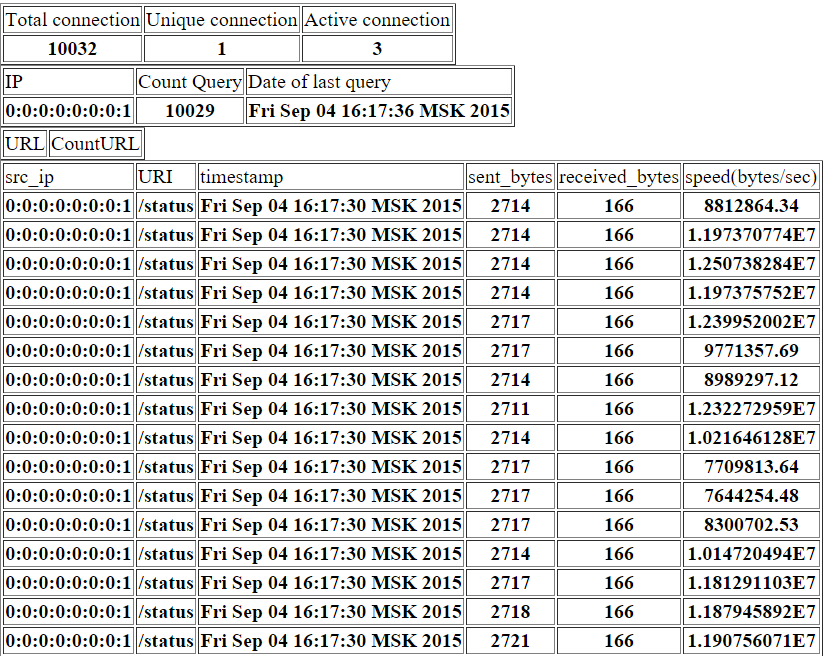 Total connection Unique connection Active connection
10032 1 3
IP Count Query Date of last query
0:0:0:0:0:0:0:1 10029 Fri Sep 04 16:17:36 MSK 2015
URL CountURL
src_ip URI timestamp sent_bytes received_bytes speed(bytes/sec)
0:0:0:0:0:0:0:1 /status Fri Sep 04 16:17:30 MSK 2015 2714 166 8812864.34
0:0:0:0:0:0:0:1 /status Fri Sep 04 16:17:30 MSK 2015 2714 166 1.197370774E7
0:0:0:0:0:0:0:1 /status Fri Sep 04 16:17:30 MSK 2015 2714 166 1.250738284E7
0:0:0:0:0:0:0:1 /status Fri Sep 04 16:17:30 MSK 2015 2714 166 1.197375752E7
0:0:0:0:0:0:0:1 /status Fri Sep 04 16:17:30 MSK 2015 2717 166 1.239952002E7
0:0:0:0:0:0:0:1 /status Fri Sep 04 16:17:30 MSK 2015 2717 166 9771357.69
0:0:0:0:0:0:0:1 /status Fri Sep 04 16:17:30 MSK 2015 2714 166 8989297.12
0:0:0:0:0:0:0:1 /status Fri Sep 04 16:17:30 MSK 2015 2711 166 1.232272959E7
0:0:0:0:0:0:0:1 /status Fri Sep 04 16:17:30 MSK 2015 2714 166 1.021646128E7
0:0:0:0:0:0:0:1 /status Fri Sep 04 16:17:30 MSK 2015 2717 166 7709813.64
0:0:0:0:0:0:0:1 /status Fri Sep 04 16:17:30 MSK 2015 2717 166 7644254.48
0:0:0:0:0:0:0:1 /status Fri Sep 04 16:17:30 MSK 2015 2717 166 8300702.53
0:0:0:0:0:0:0:1 /status Fri Sep 04 16:17:30 MSK 2015 2714 166 1.014720494E7
0:0:0:0:0:0:0:1 /status Fri Sep 04 16:17:30 MSK 2015 2717 166 1.181291103E7
0:0:0:0:0:0:0:1 /status Fri Sep 04 16:17:30 MSK 2015 2718 166 1.187945892E7
0:0:0:0:0:0:0:1 /status Fri Sep 04 16:17:30 MSK 2015 2721 166 1.190756071E7